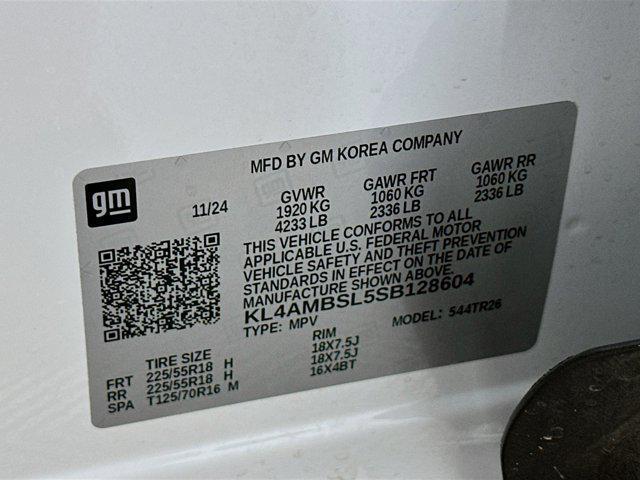 MFD BY GM KOREA COMPANY
gm
11/24
GVWR GAWR FRT GAWR RR
1920 KG 1060 KG 1060 KG
4233 LB 2336 LB 2336 LB
THIS VEHICLE CONFORMS TO ALL
APPLICABLE U.S. FEDERAL MOTOR
VEHICLE SAFETY AND THEFT PREVENTION
STANDARDS IN EFFECT ON THE DATE OF
MANUFACTURE SHOWN ABOVE.
KL4AMBSL5SB128604
TYPE: MPV MODEL: 544TR26
TIRE SIZE RIM
FRT 225/55R18 H 18X7.5J
RR 225/55R18 H 18X7.5J
SPA T125/70R16 M 16X4BT